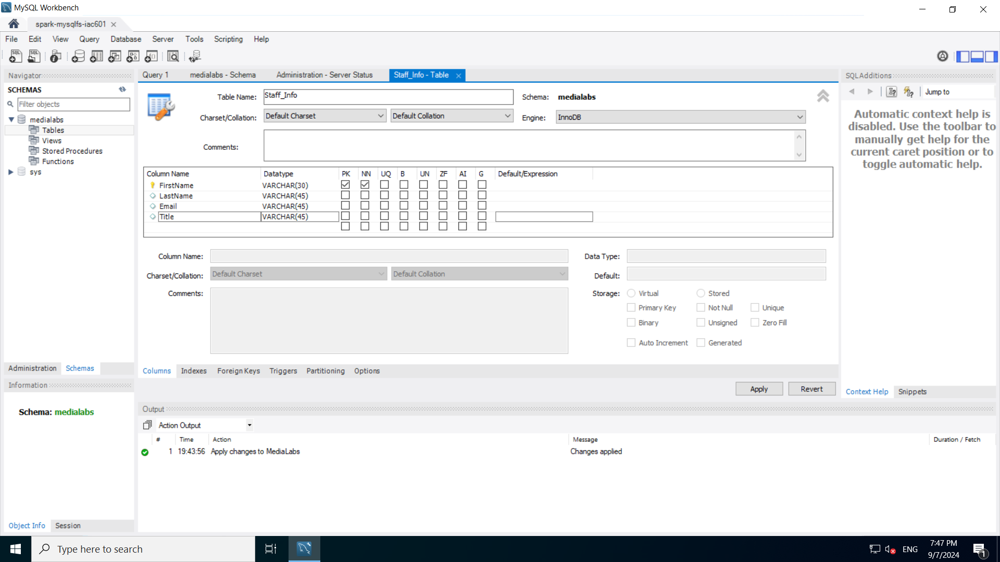 MySQL Workbench
spark-mysqlfs-iac601
File Edit View Query Database Server Tools Scripting Help
Navigator
SCHEMAS
Filter objects
medialabs
Tables
Views
Stored Procedures
Functions
sys
Administration Schemas
Information
Schema: medialabs
Object Info Session
Query 1 medialabs - Schema Administration - Server Status Staff_Info - Table
Table Name: Staff_Info Schema: medialabs
Charset/Collation: Default Charset Default Collation Engine: InnoDB
Comments:
Column Name Datatype PK NN UQ B UN ZF AI G Default/Expression
FirstName VARCHAR(30)
LastName VARCHAR(45)
Email VARCHAR(45)
Title VARCHAR(45)
Column Name: Data Type:
Charset/Collation: Default Charset Default Collation Default:
Comments: Storage: Virtual Stored
Primary Key Not Null Unique
Binary Unsigned Zero Fill
Auto Increment Generated
Columns Indexes Foreign Keys Triggers Partitioning Options
Apply Revert
Output
Action Output
# Time Action Message Duration / Fetch
1 19:43:56 Apply changes to MediaLabs Changes applied
SQLAdditions
Jump to
Automatic context help is
disabled. Use the toolbar to
manually get help for the
current caret position or to
toggle automatic help.
Context Help Snippets
Type here to search
ENG
7:47 PM
9/7/2024
1